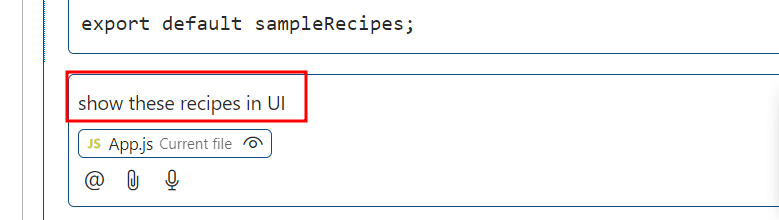 export default sampleRecipes;
show these recipes in UI
JS App.js Current file
@